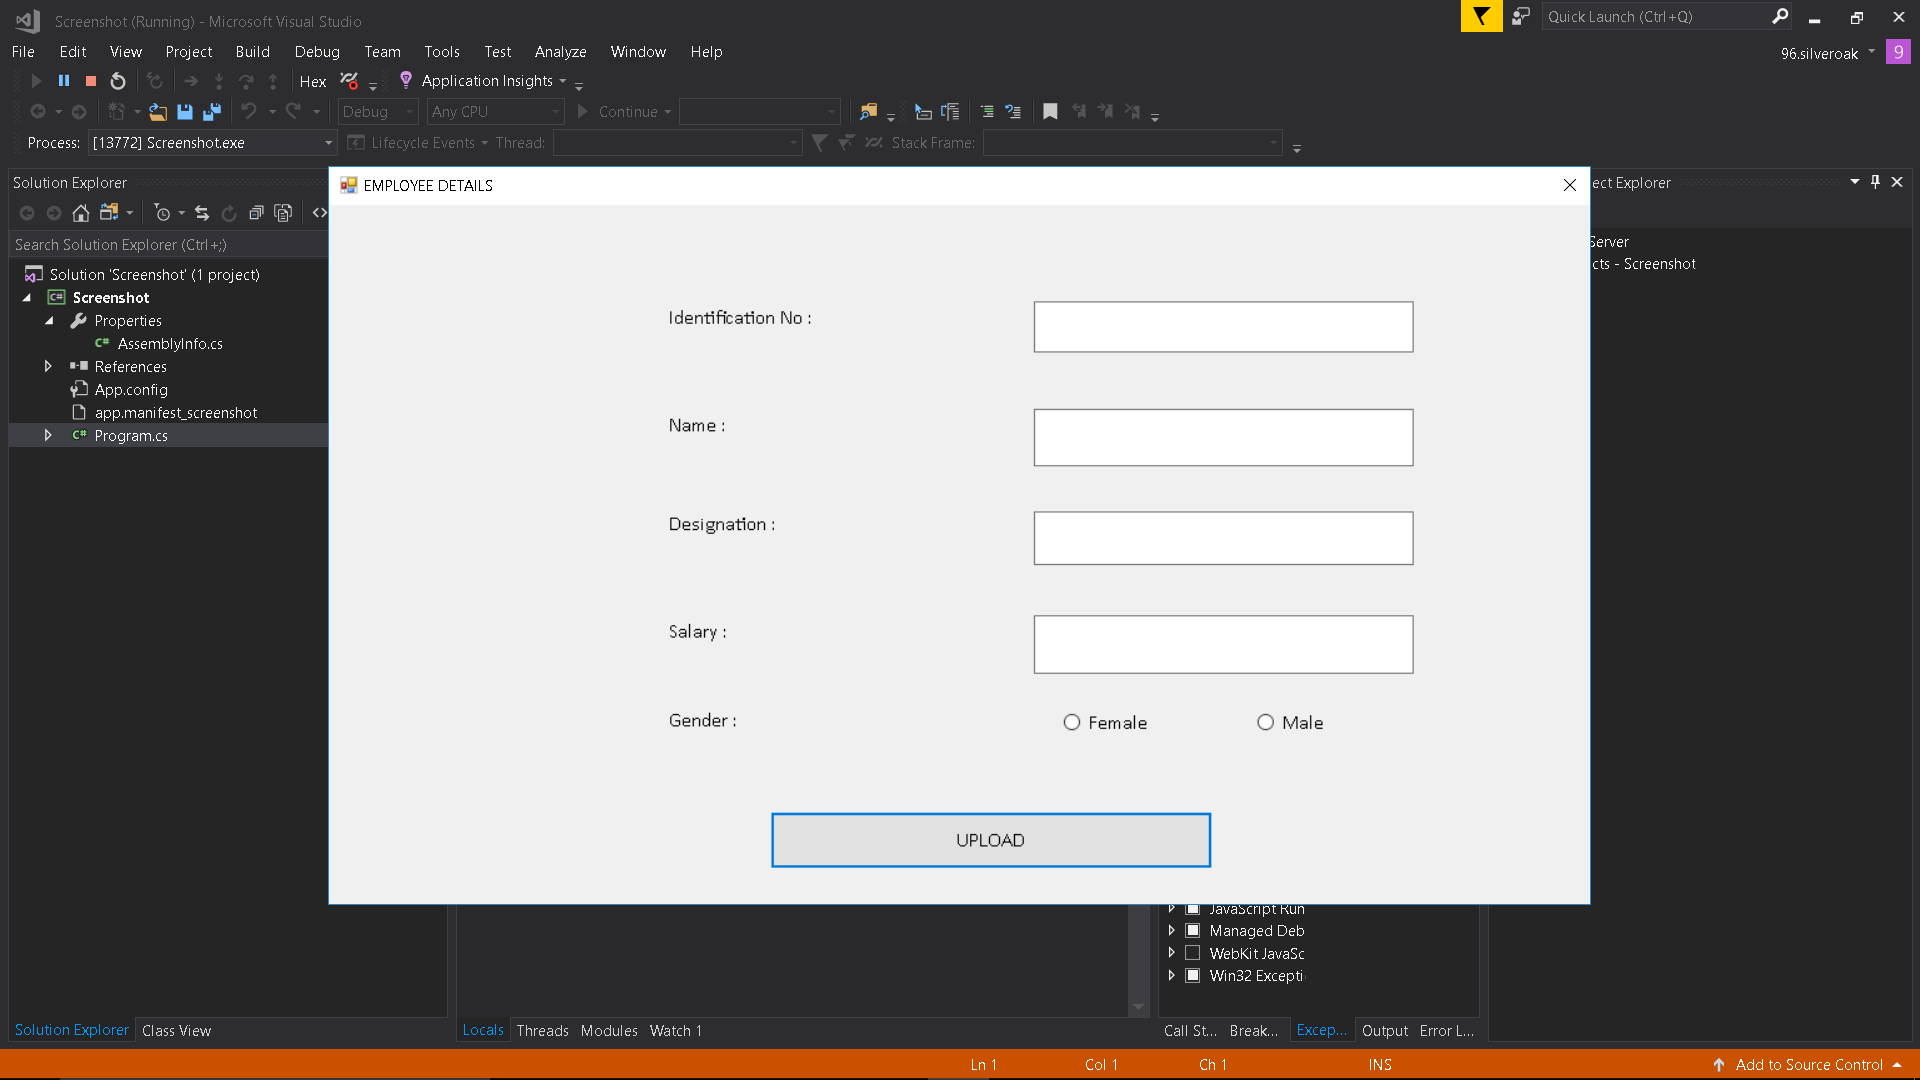 Screenshot (Running) - Microsoft Visual Studio
Quick Launch (Ctrl+Q)
File Edit View Project Build Debug Team Tools Test Analyze Window Help
96.silveroak 9
Hex Application Insights
Debug Any CPU Continue
Process: [13772] Screenshot.exe Lifecycle Events Thread: Stack Frame:
Solution Explorer
EMPLOYEE DETAILS
ect Explorer
Search Solution Explorer (Ctrl+;)
Server
Solution 'Screenshot' (1 project)
cts - Screenshot
Screenshot
Properties
AssemblyInfo.cs
References
App.config
app.manifest_screenshot
Program.cs
Identification No :
Name :
Designation :
Salary :
Gender :
Female Male
UPLOAD
JavaScript Run
Managed Deb
WebKit JavaSc
Win32 Excepti
Solution Explorer Class View
Locals Threads Modules Watch 1
Call St... Break... Excep... Output Error L...
Ln 1 Col 1 Ch 1 INS
Add to Source Control